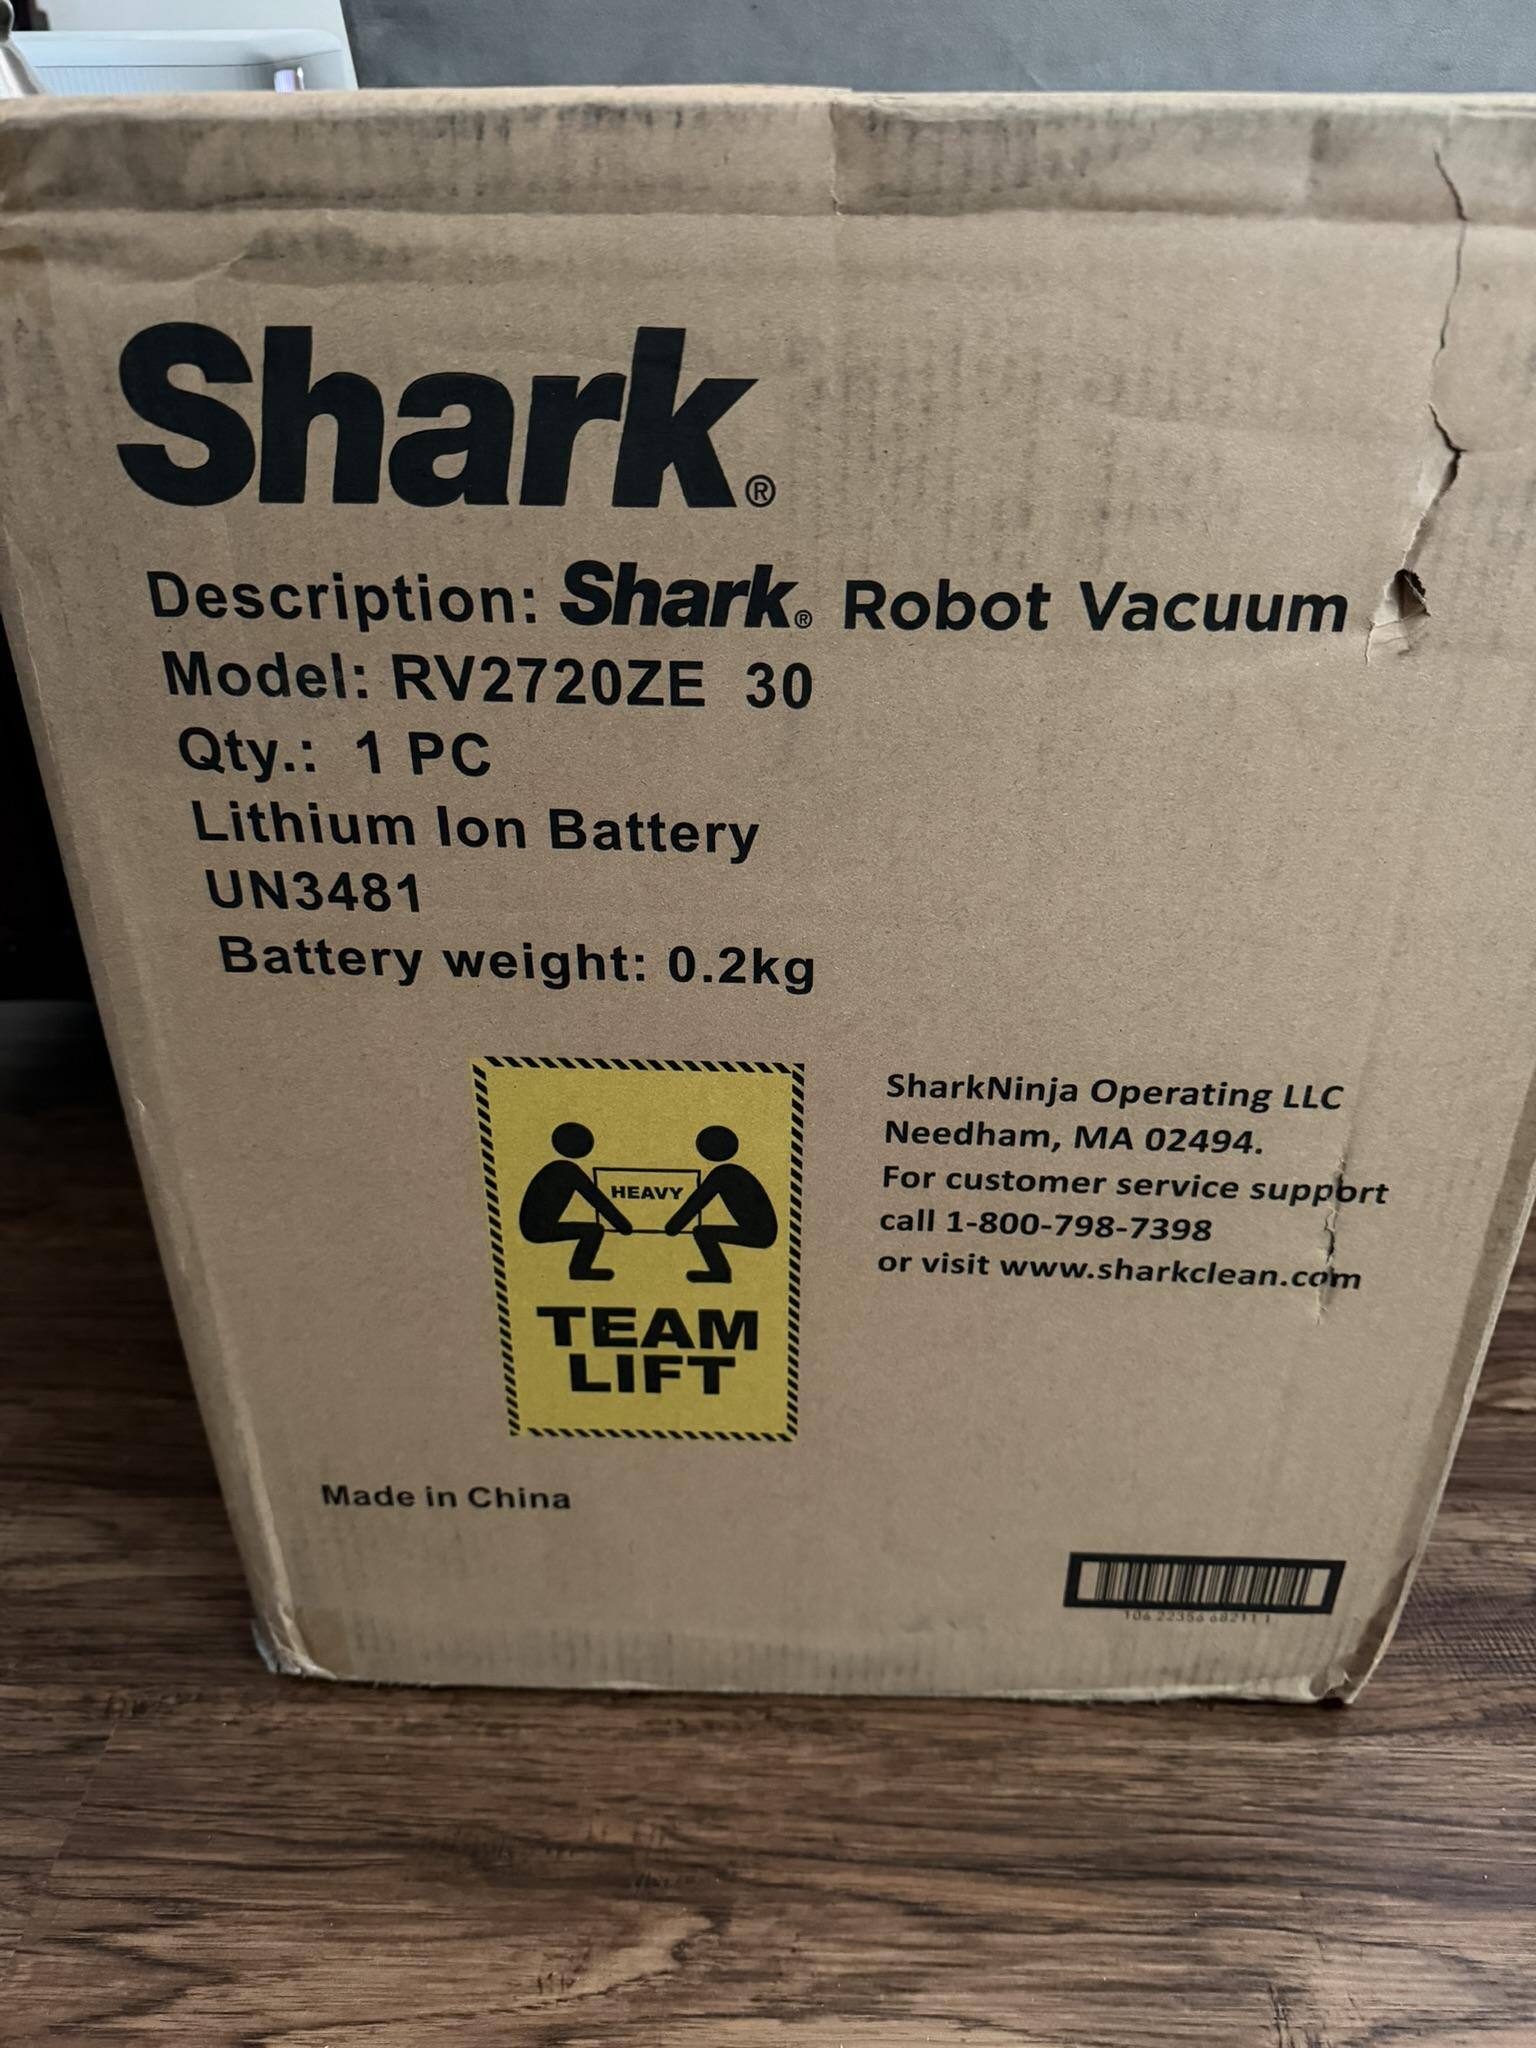 Shark®
Description: Shark® Robot Vacuum
Model: RV2720ZE 30
Qty.: 1 PC
Lithium Ion Battery
UN3481
Battery weight: 0.2kg
HEAVY
TEAM
LIFT
SharkNinja Operating LLC
Needham, MA 02494.
For customer service support
call 1-800-798-7398
or visit www.sharkclean.com
Made in China